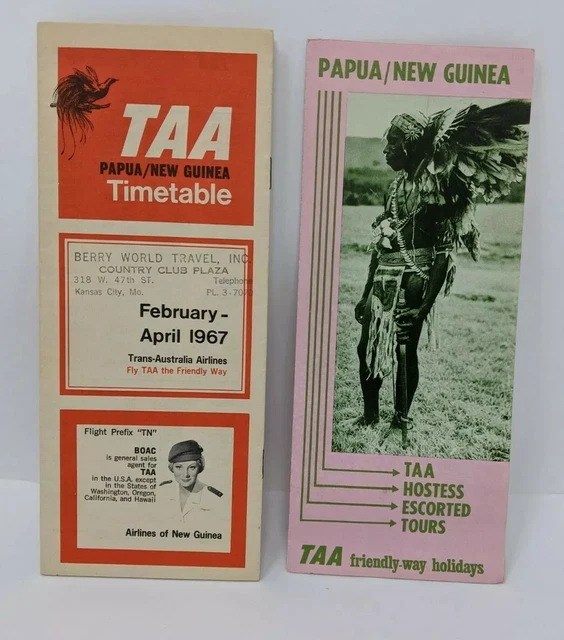 TAA
PAPUA/NEW GUINEA
Timetable
BERRY WORLD TRAVEL, INC.
COUNTRY CLUB PLAZA
318 W. 47th ST. Telephone
Kansas City, Mo. PL. 3-7070
February-
April 1967
Trans-Australia Airlines
Fly TAA the Friendly Way
Flight Prefix "TN"
BOAC
is general sales
agent for
TAA
in the U.S.A. except
in the States of
Washington, Oregon,
California, and Hawaii
Airlines of New Guinea
PAPUA/NEW GUINEA
TAA
HOSTESS
ESCORTED
TOURS
TAA friendly-way holidays